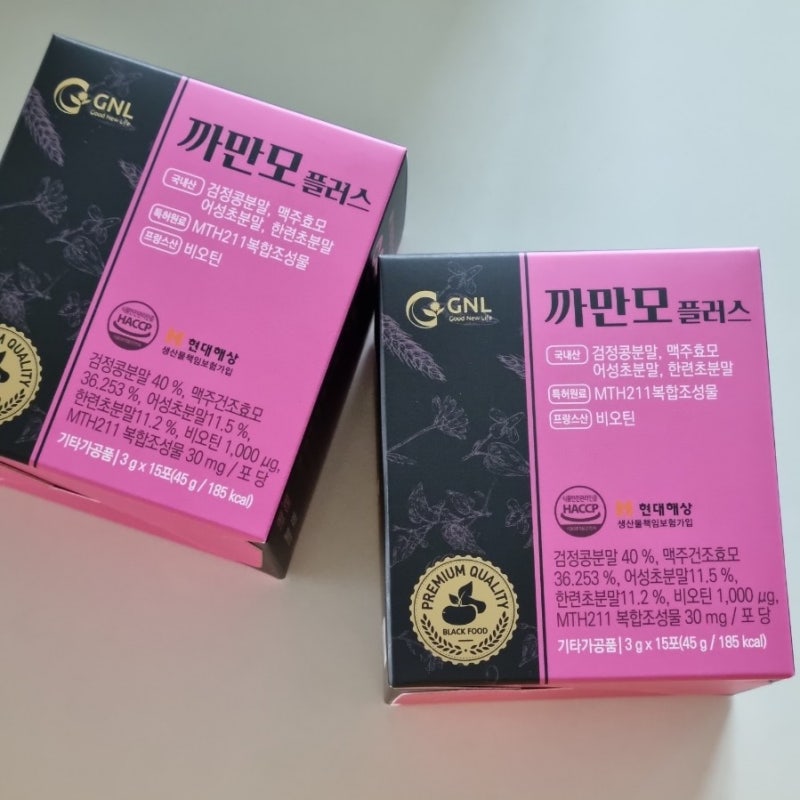 GNL
Good New Life
까만모 플러스
국내산 검정콩분말, 맥주효모
어성초분말, 한련초분말
특허원료 MTH211복합조성물
프랑스산 비오틴
HACCP
현대해상
생산물책임보험가입
검정콩분말 40 %, 맥주건조효모
36.253 %, 어성초분말11.5 %,
한련초분말11.2 %, 비오틴 1,000 μg,
MTH211 복합조성물 30 mg / 포 당
기타가공품 | 3 g x 15포(45 g / 185 kcal)
GNL
Good New Life
까만모 플러스
국내산 검정콩분말, 맥주효모
어성초분말, 한련초분말
특허원료 MTH211복합조성물
프랑스산 비오틴
HACCP
현대해상
생산물책임보험가입
검정콩분말 40 %, 맥주건조효모
36.253 %, 어성초분말11.5 %,
한련초분말11.2 %, 비오틴 1,000 μg,
MTH211 복합조성물 30 mg / 포 당
기타가공품 | 3 g x 15포(45 g / 185 kcal)
PREMIUM QUALITY
BLACK FOOD